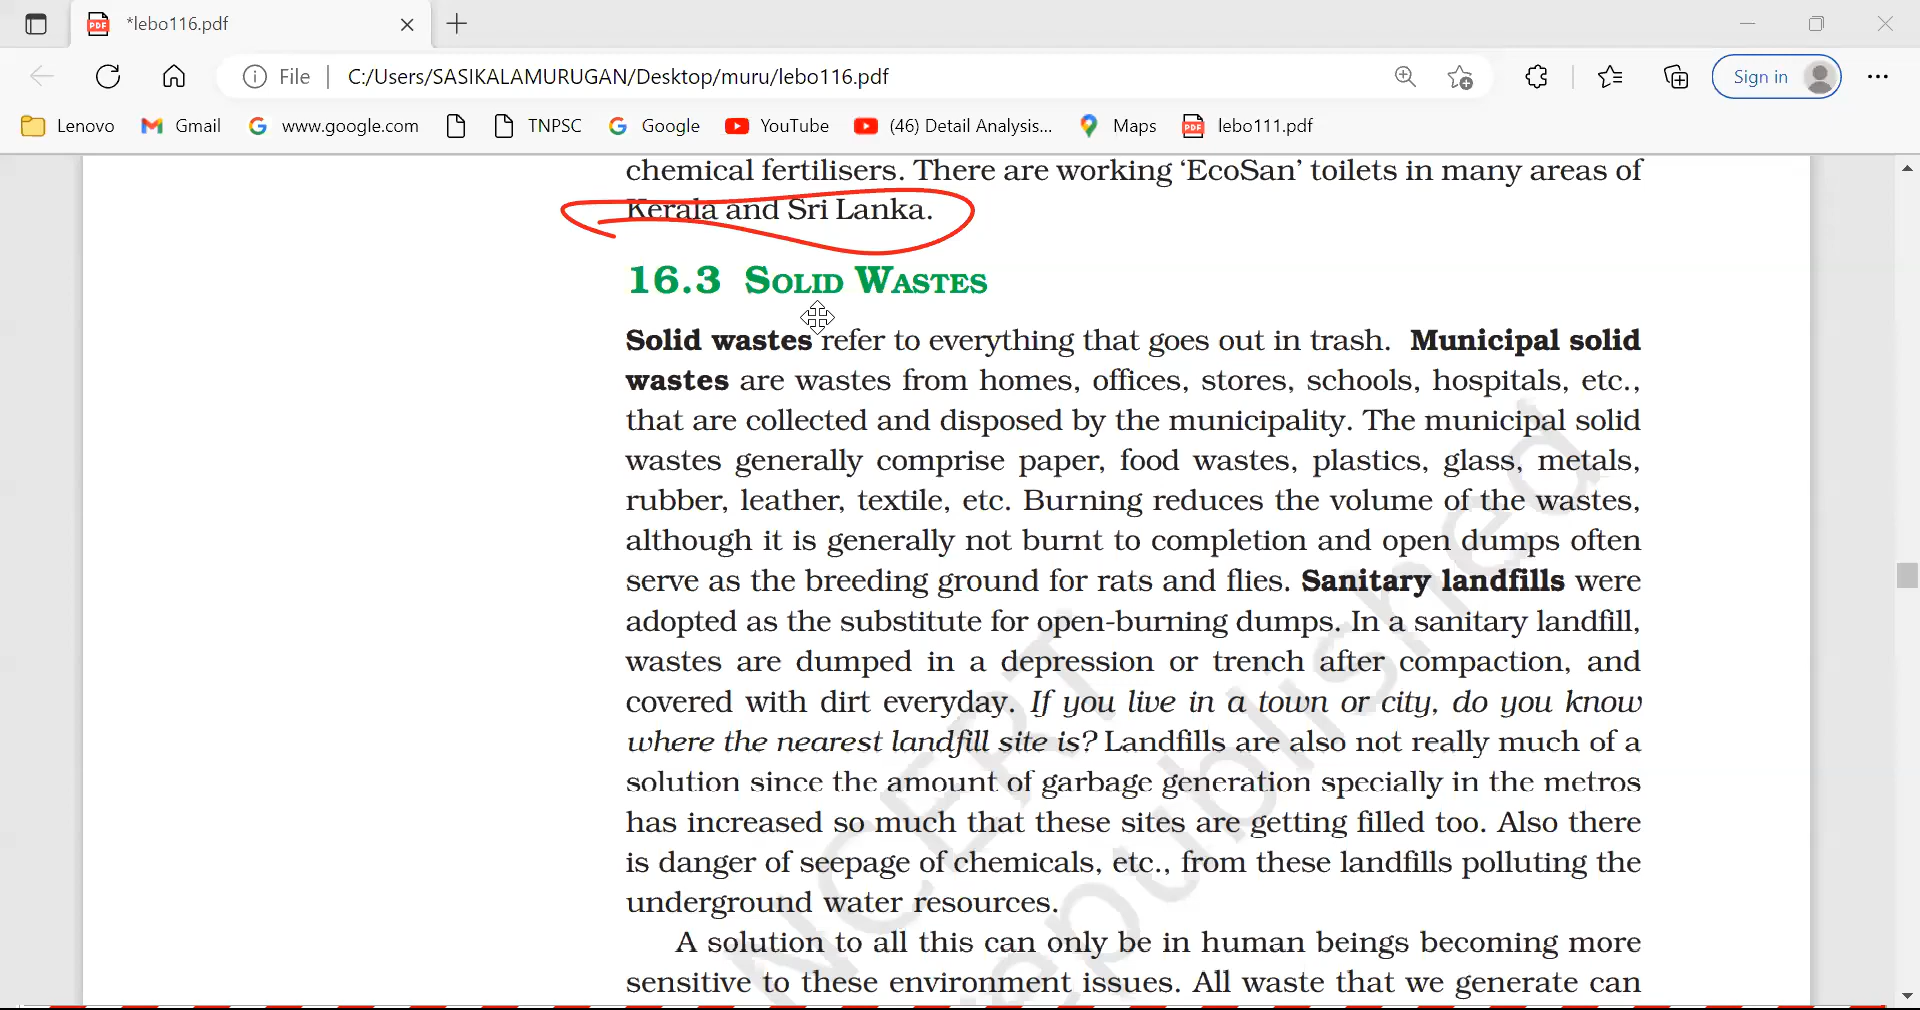 *lebo116.pdf
File | C:/Users/SASIKALAMURUGAN/Desktop/muru/lebo116.pdf
Sign in
Lenovo Gmail www.google.com TNPSC Google YouTube (46) Detail Analysis... Maps lebo111.pdf
chemical fertilisers. There are working ‘EcoSan’ toilets in many areas of
Kerala and Sri Lanka.
16.3 SOLID WASTES
Solid wastes refer to everything that goes out in trash. Municipal solid
wastes are wastes from homes, offices, stores, schools, hospitals, etc.,
that are collected and disposed by the municipality. The municipal solid
wastes generally comprise paper, food wastes, plastics, glass, metals,
rubber, leather, textile, etc. Burning reduces the volume of the wastes,
although it is generally not burnt to completion and open dumps often
serve as the breeding ground for rats and flies. Sanitary landfills were
adopted as the substitute for open-burning dumps. In a sanitary landfill,
wastes are dumped in a depression or trench after compaction, and
covered with dirt everyday. If you live in a town or city, do you know
where the nearest landfill site is? Landfills are also not really much of a
solution since the amount of garbage generation specially in the metros
has increased so much that these sites are getting filled too. Also there
is danger of seepage of chemicals, etc., from these landfills polluting the
underground water resources.
A solution to all this can only be in human beings becoming more
sensitive to these environment issues. All waste that we generate can
NCERT
republished